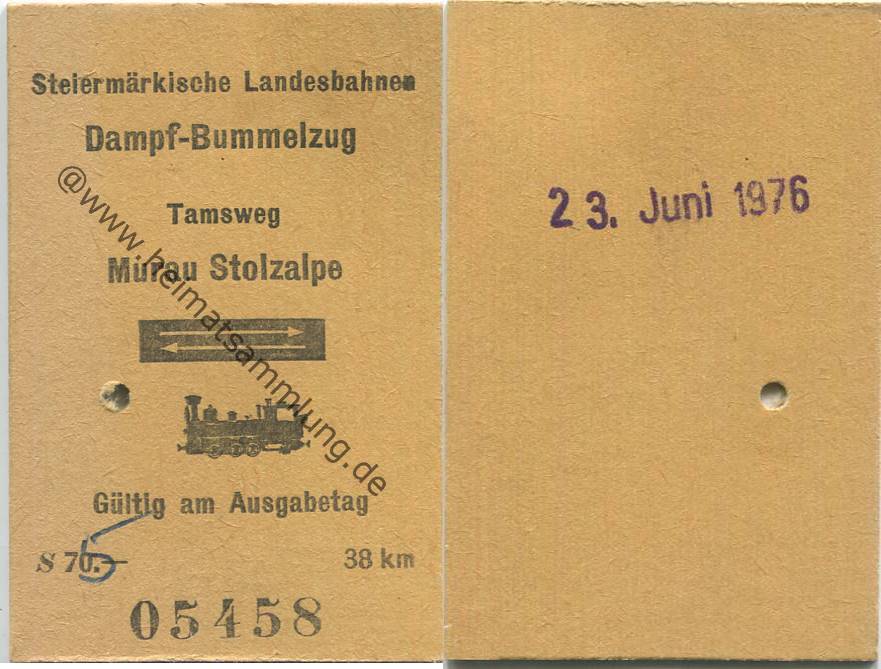 Steiermärkische Landesbahnen
Dampf-Bummelzug
Tamsweg
Murau Stolzalpe
Gültig am Ausgabetag
S 70.— 5
38 km
05458
@www.heimatsammlung.de
23. Juni 1976